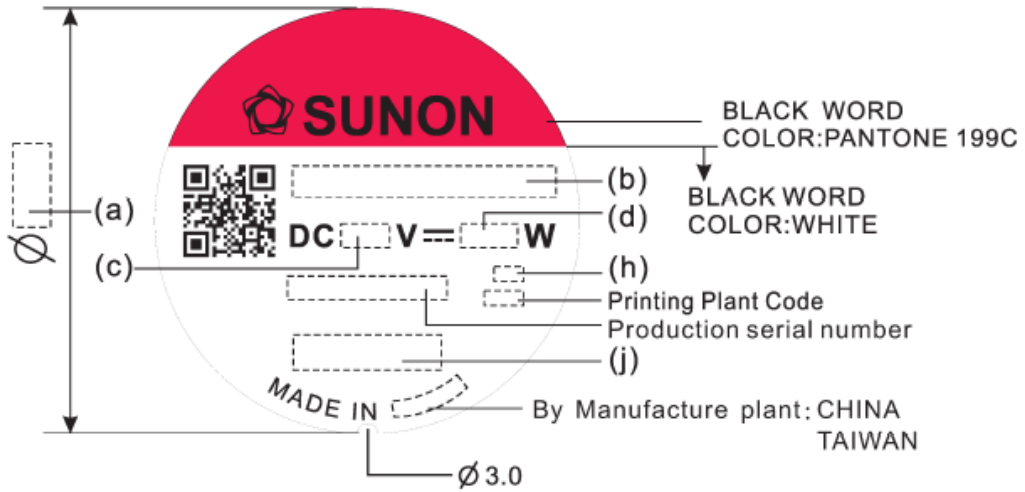 SUNON
BLACK WORD
COLOR:PANTONE 199C
BLACK WORD
COLOR:WHITE
(a)
Ø
(b)
(d)
DC V W
(c)
(h)
Printing Plant Code
Production serial number
(j)
MADE IN
By Manufacture plant: CHINA
TAIWAN
Ø3.0